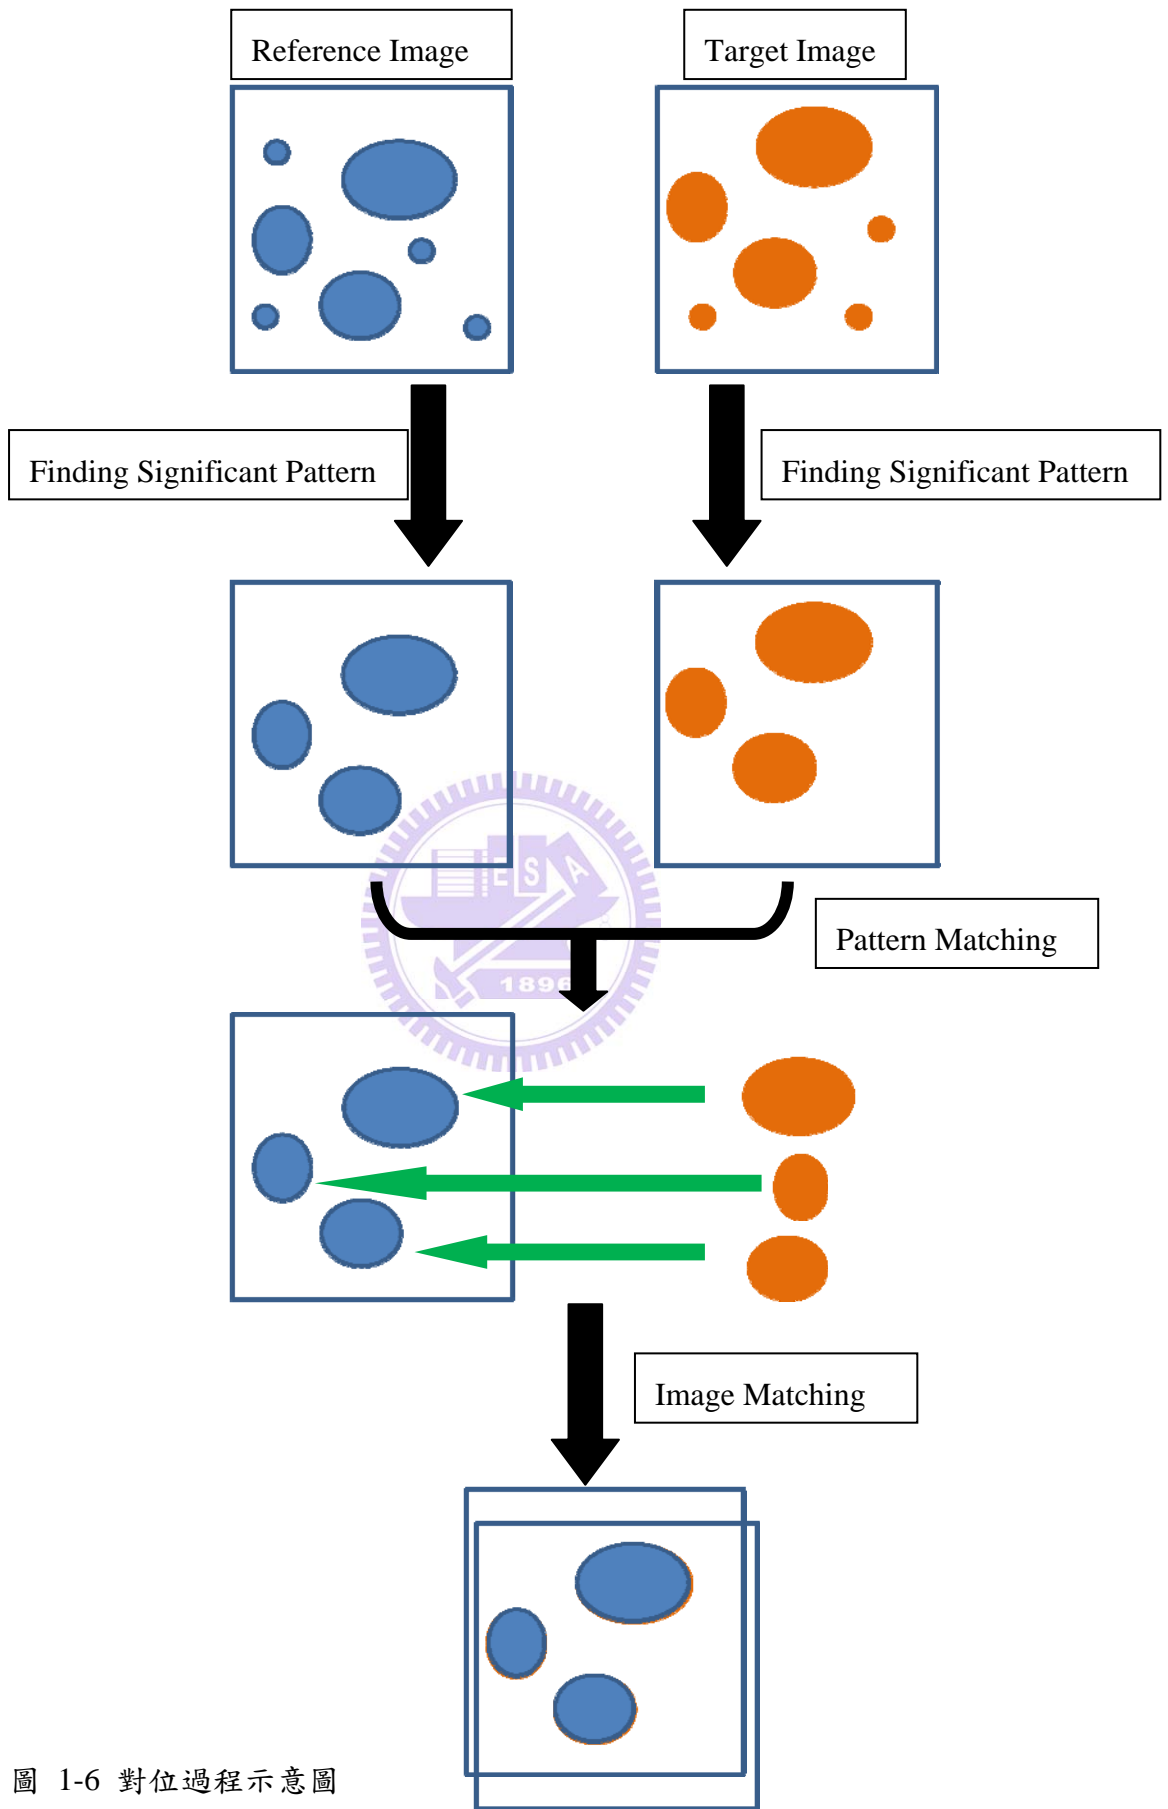 Reference Image
Target Image
Finding Significant Pattern
Finding Significant Pattern
E S A
Pattern Matching
1896
Image Matching
圖 1-6 對位過程示意圖